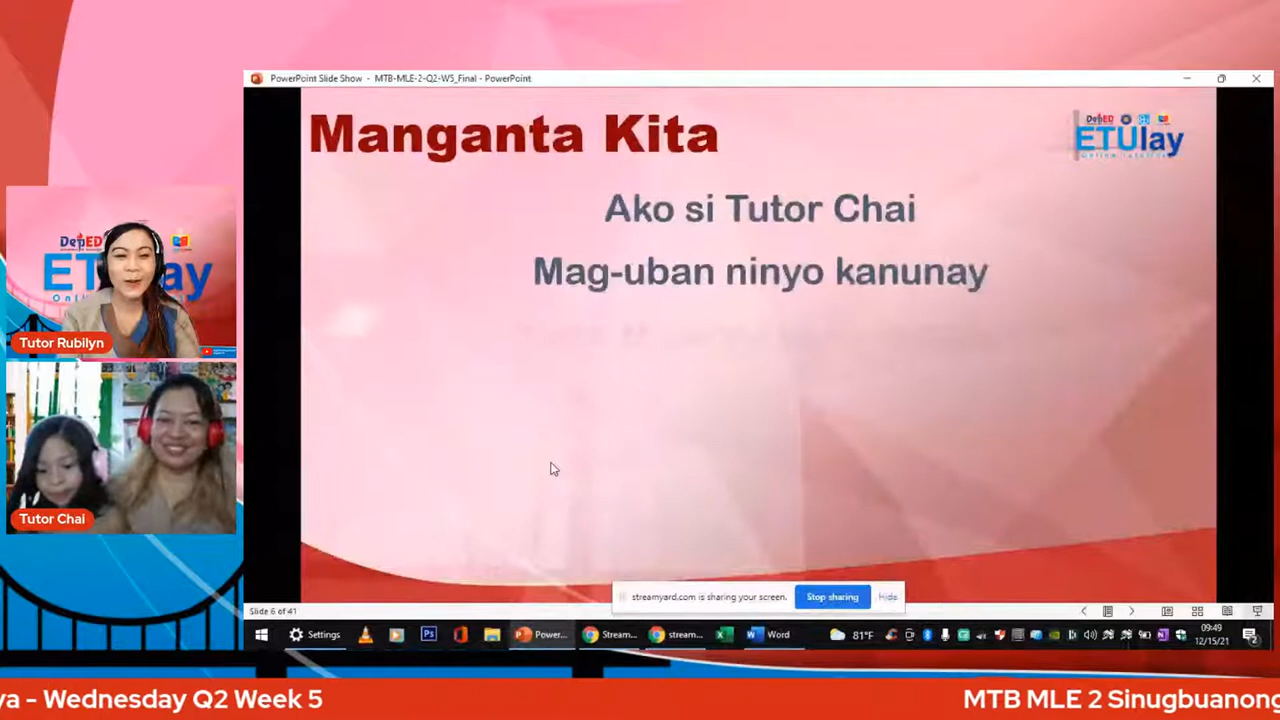 PowerPoint Slide Show - MTB-MLE-2-Q2-W5_Final - PowerPoint
Manganta Kita
DepED
ETUlay
Ako si Tutor Chai
Mag-uban ninyo kanunay
DepED
Tutor Rubilyn
Tutor Chai
streamyard.com is sharing your screen.
Stop sharing
Hide
Slide 6 of 41
Settings
Ps
Power...
Stream...
stream...
Word
81°F
09:49
12/15/21
ya - Wednesday Q2 Week 5
MTB MLE 2 Sinugbuanong